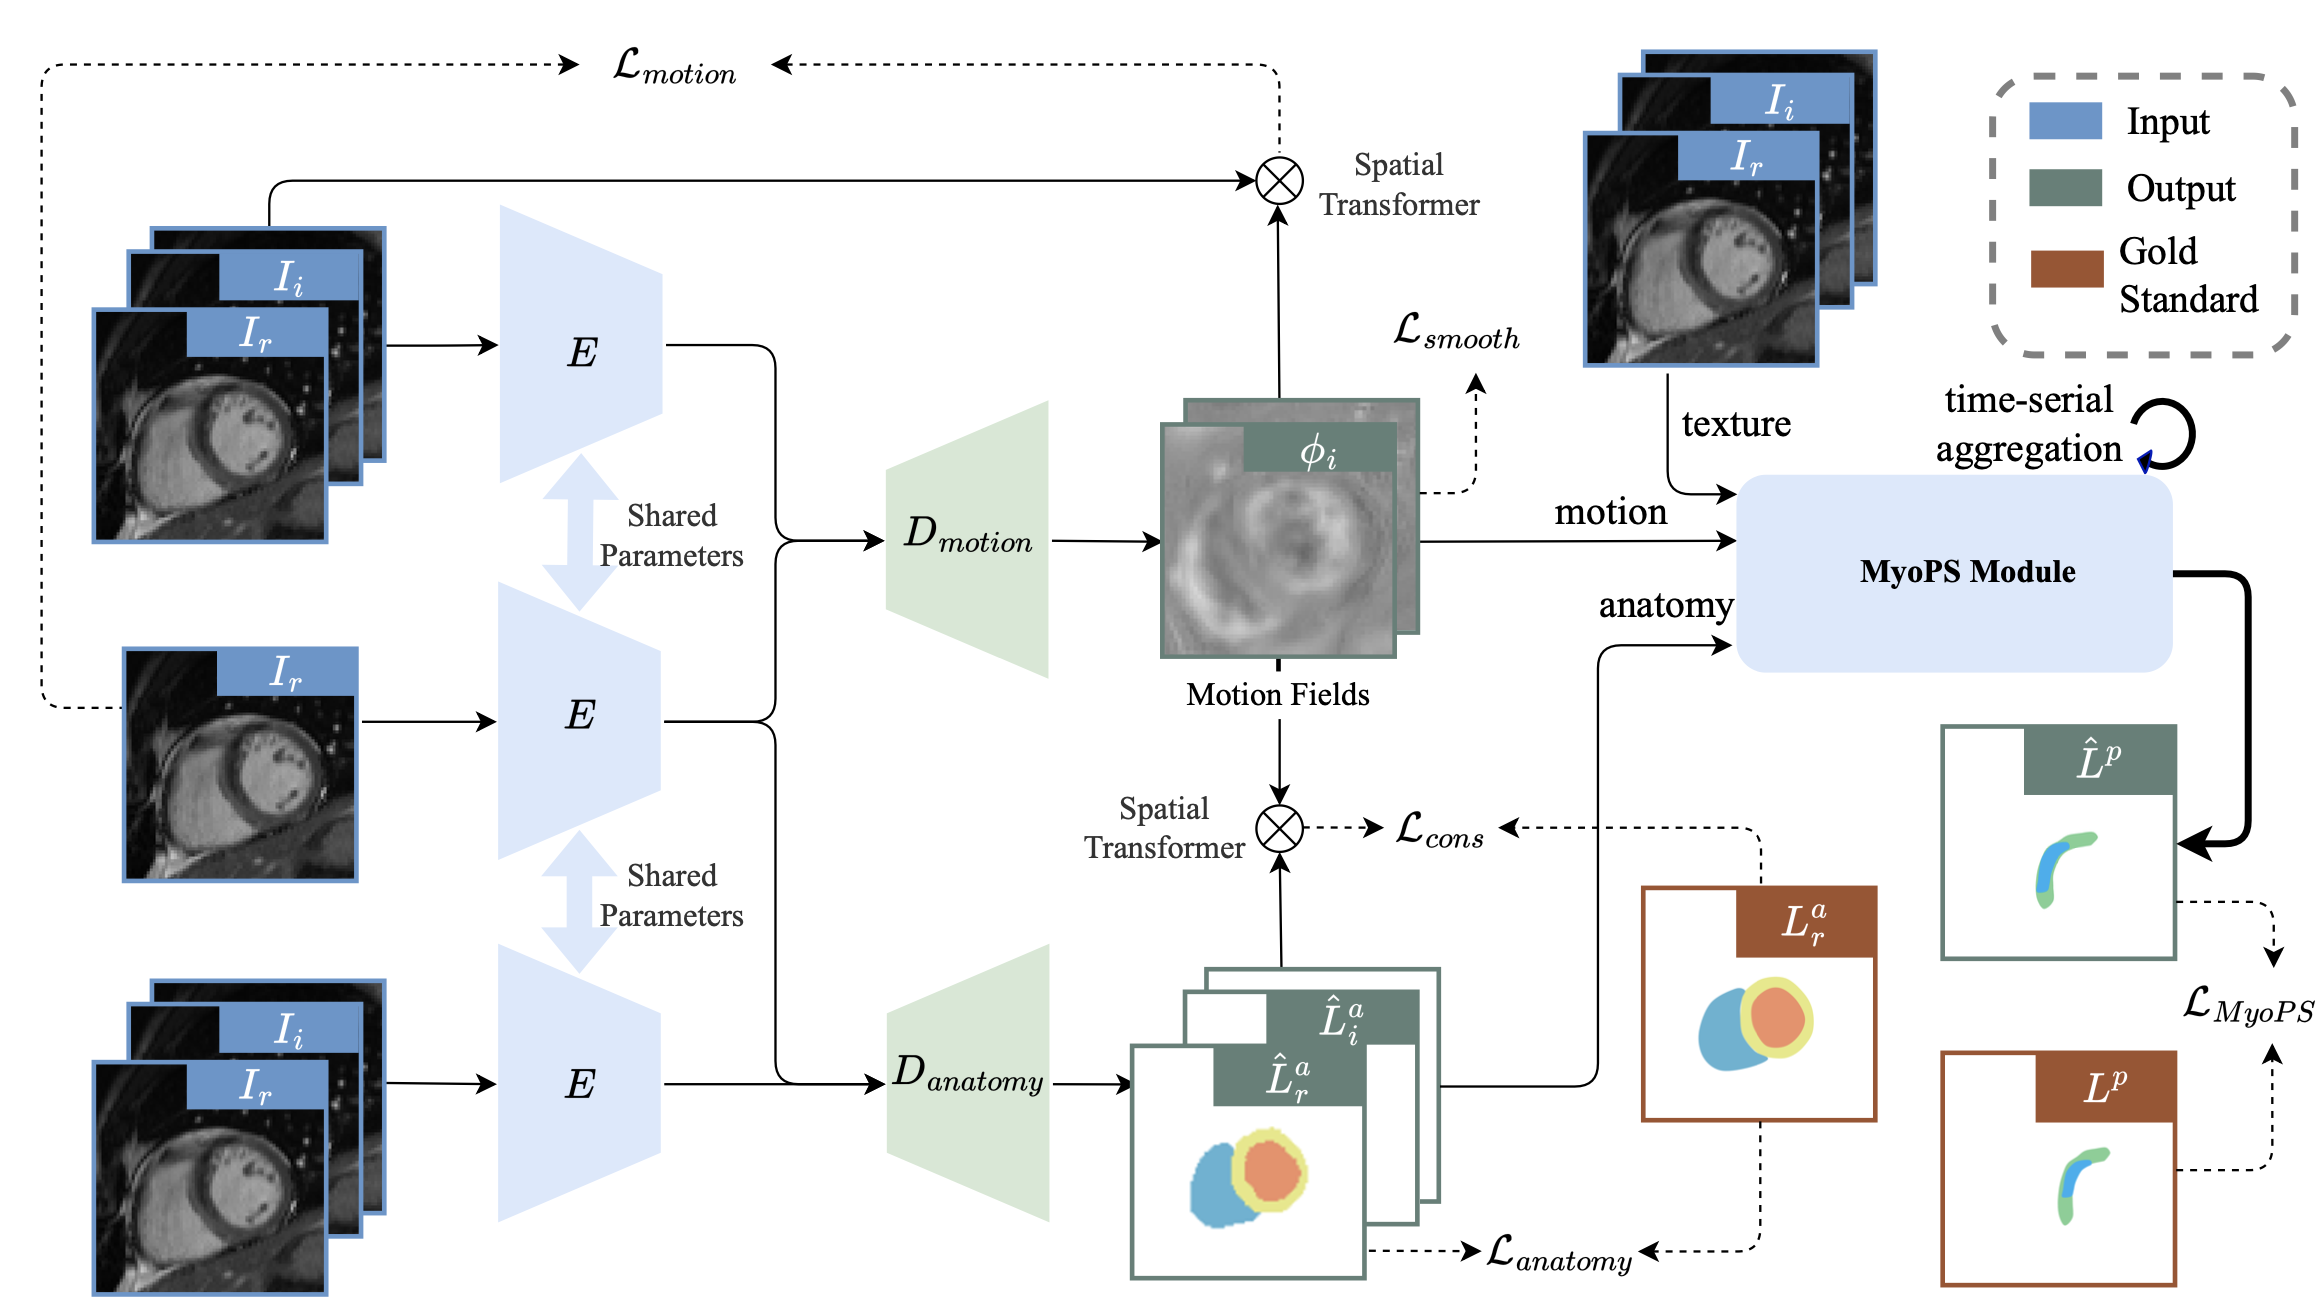 $\mathcal{L}_{motion}$
Spatial
Transformer
$I_i$
$I_r$
Input
Output
Gold
Standard
$I_i$
$I_r$
$E$
$\mathcal{L}_{smooth}$
texture
time-serial
aggregation
Shared
Parameters
$D_{motion}$
$\phi_i$
motion
MyoPS Module
anatomy
Motion Fields
$I_r$
$E$
Spatial
Transformer
$\mathcal{L}_{cons}$
$\hat{L}^p$
Shared
Parameters
$L_r^a$
$I_i$
$I_r$
$E$
$D_{anatomy}$
$\hat{L}_i^a$
$\hat{L}_r^a$
$\mathcal{L}_{MyoPS}$
$L^p$
$\mathcal{L}_{anatomy}$